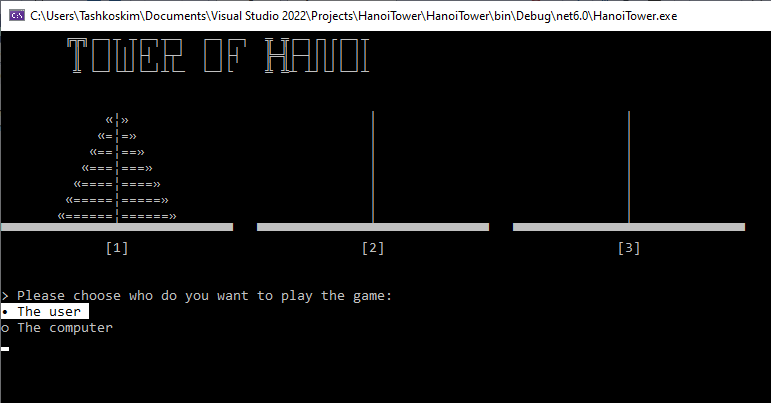 C:\Users\Tashkoskim\Documents\Visual Studio 2022\Projects\HanoiTower\HanoiTower\bin\Debug\net6.0\HanoiTower.exe
TOWER OF HANOI
«¦»
«=¦=»
«==¦==»
«===¦===»
«====¦====»
«=====¦=====»
«======¦======»
[1] [2] [3]
> Please choose who do you want to play the game:
• The user
o The computer